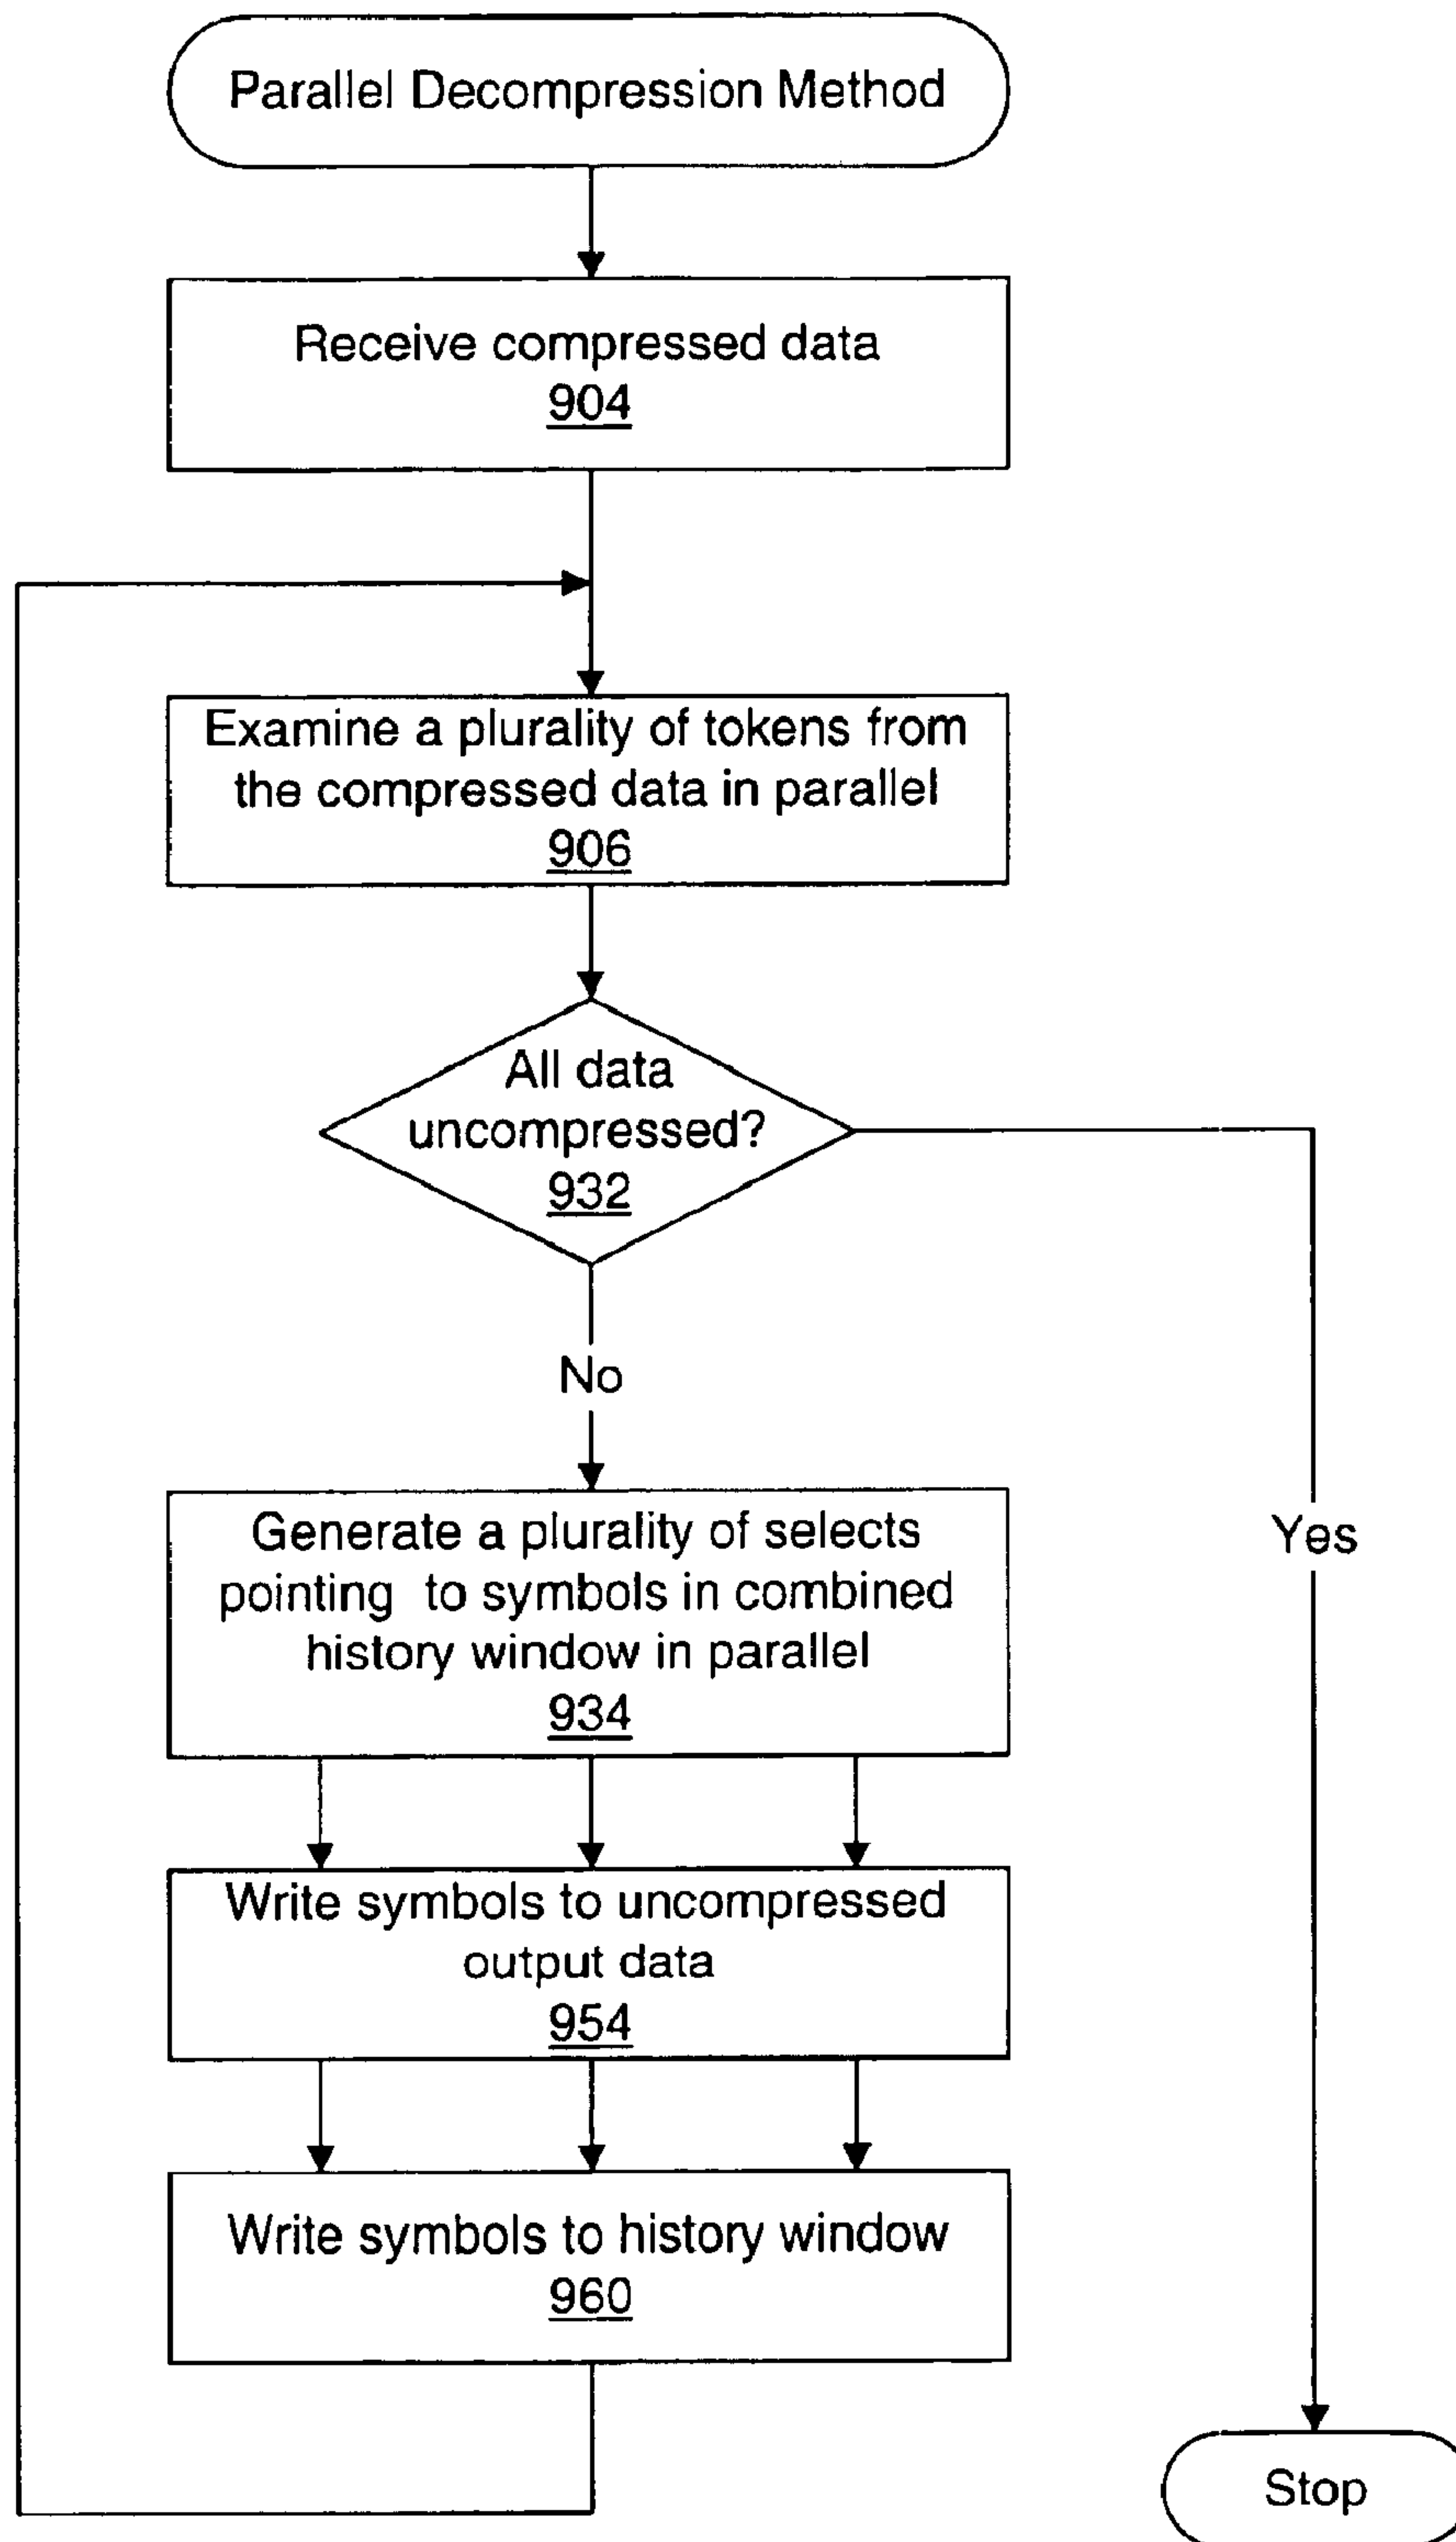 Parallel Decompression Method
Receive compressed data
904
Examine a plurality of tokens from
the compressed data in parallel
906
All data
uncompressed?
932
No
Yes
Generate a plurality of selects
pointing to symbols in combined
history window in parallel
934
Write symbols to uncompressed
output data
954
Write symbols to history window
960
Stop